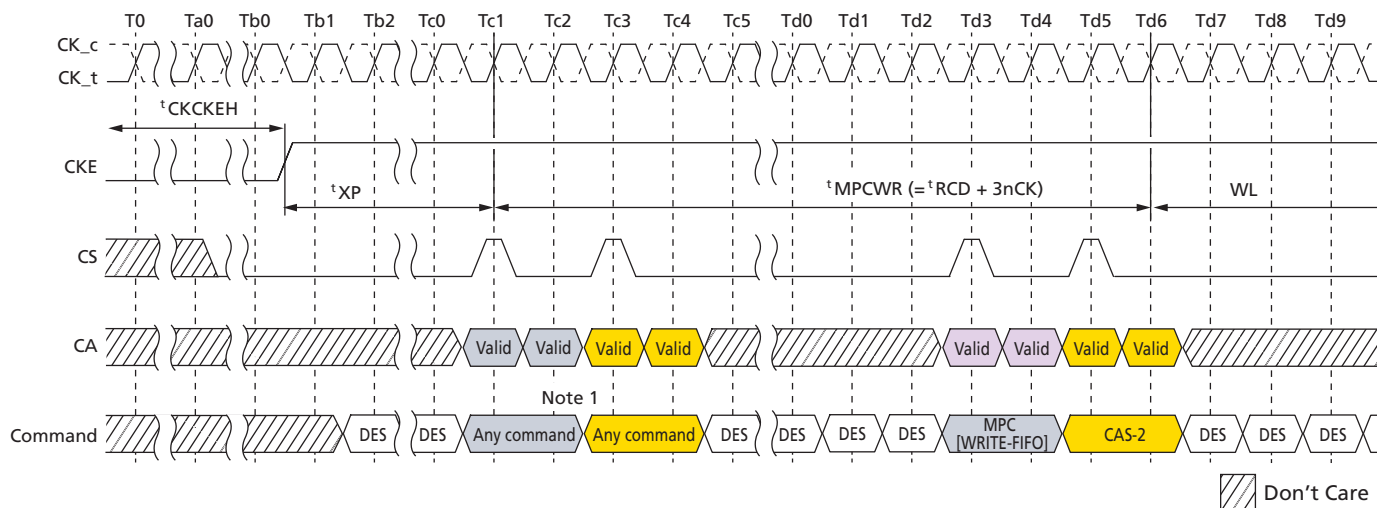 T0 Ta0 Tb0 Tb1 Tb2 Tc0 Tc1 Tc2 Tc3 Tc4 Tc5 Td0 Td1 Td2 Td3 Td4 Td5 Td6 Td7 Td8 Td9
CK_c
CK_t
tCKCKEH
CKE
tXP
tMPCWR (= tRCD + 3nCK)
WL
CS
CA
Valid Valid Valid Valid Valid Valid Valid Valid
Note 1
Command
DES DES Any command Any command DES DES DES DES MPC [WRITE-FIFO] CAS-2 DES DES DES
Don't Care